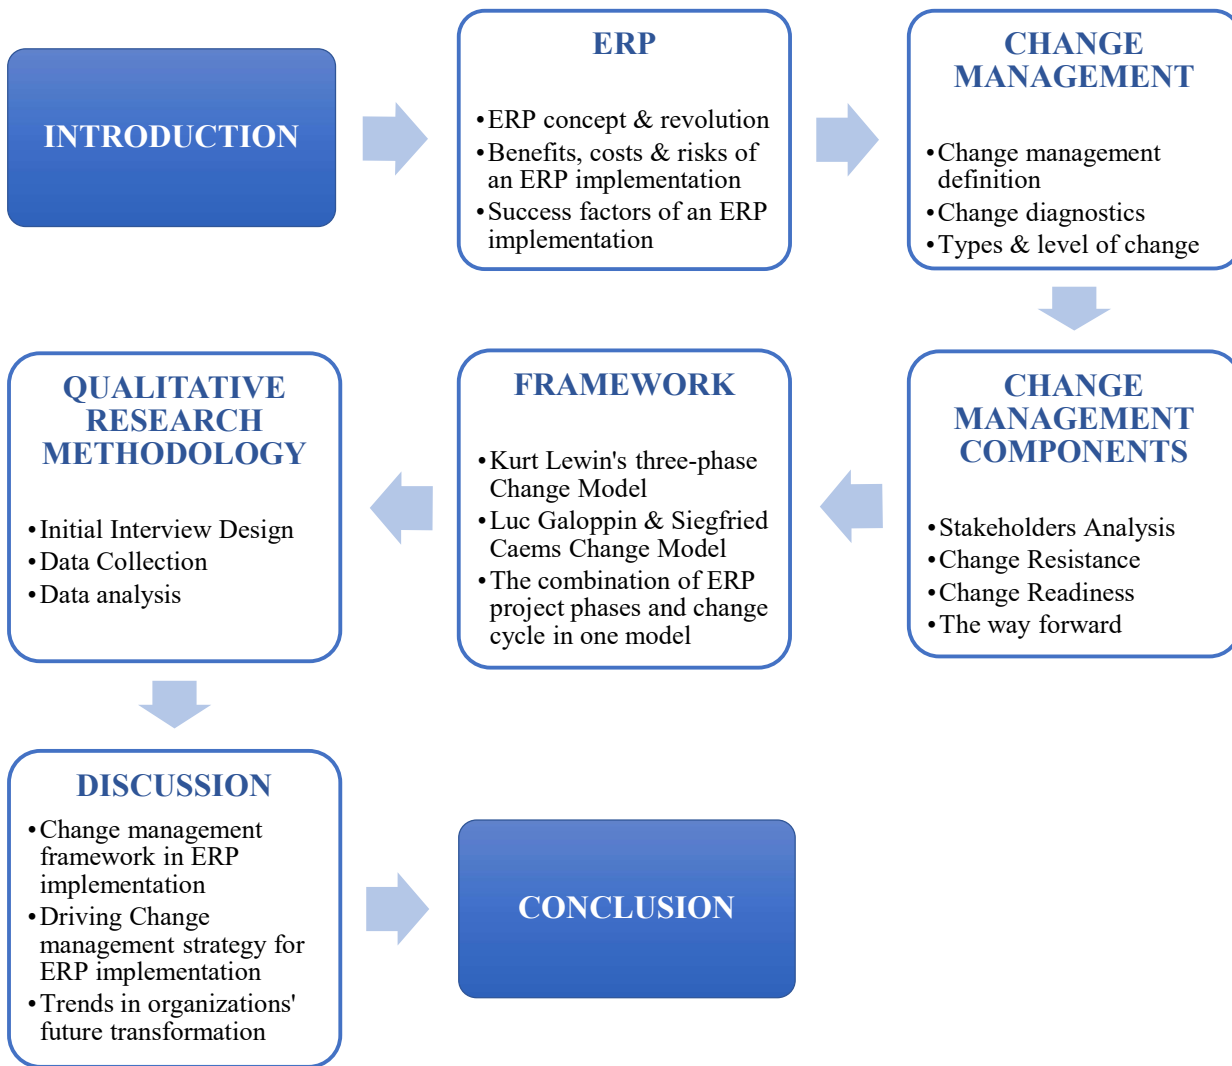 INTRODUCTION
ERP
•ERP concept & revolution
•Benefits, costs & risks of
an ERP implementation
•Success factors of an ERP
implementation
CHANGE
MANAGEMENT
•Change management
definition
•Change diagnostics
•Types & level of change
CHANGE
MANAGEMENT
COMPONENTS
•Stakeholders Analysis
•Change Resistance
•Change Readiness
•The way forward
FRAMEWORK
•Kurt Lewin's three-phase
Change Model
•Luc Galoppin & Siegfried
Caems Change Model
•The combination of ERP
project phases and change
cycle in one model
QUALITATIVE
RESEARCH
METHODOLOGY
•Initial Interview Design
•Data Collection
•Data analysis
DISCUSSION
•Change management
framework in ERP
implementation
•Driving Change
management strategy for
ERP implementation
•Trends in organizations'
future transformation
CONCLUSION